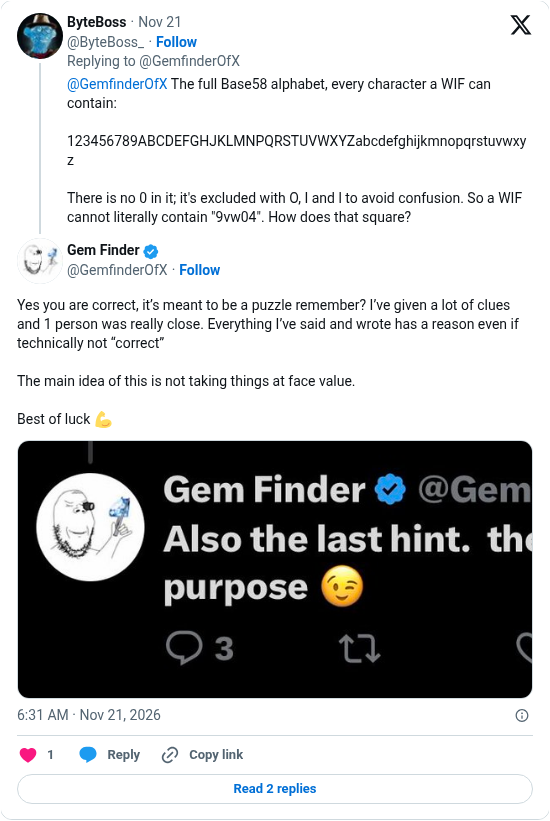 ByteBoss · Nov 21
@ByteBoss_ · Follow
Replying to @GemfinderOfX
@GemfinderOfX The full Base58 alphabet, every character a WIF can
contain:
123456789ABCDEFGHJKLMNPQRSTUVWXYZabcdefghijkmnopqrstuvwxy
z
There is no 0 in it; it's excluded with O, I and l to avoid confusion. So a WIF
cannot literally contain "9vw04". How does that square?
Gem Finder
@GemfinderOfX · Follow
Yes you are correct, it’s meant to be a puzzle remember? I’ve given a lot of clues
and 1 person was really close. Everything I’ve said and wrote has a reason even if
technically not “correct”
The main idea of this is not taking things at face value.
Best of luck 💪
Gem Finder @Gem
Also the last hint. the
purpose 😉
3
6:31 AM · Nov 21, 2026
1 Reply Copy link
Read 2 replies